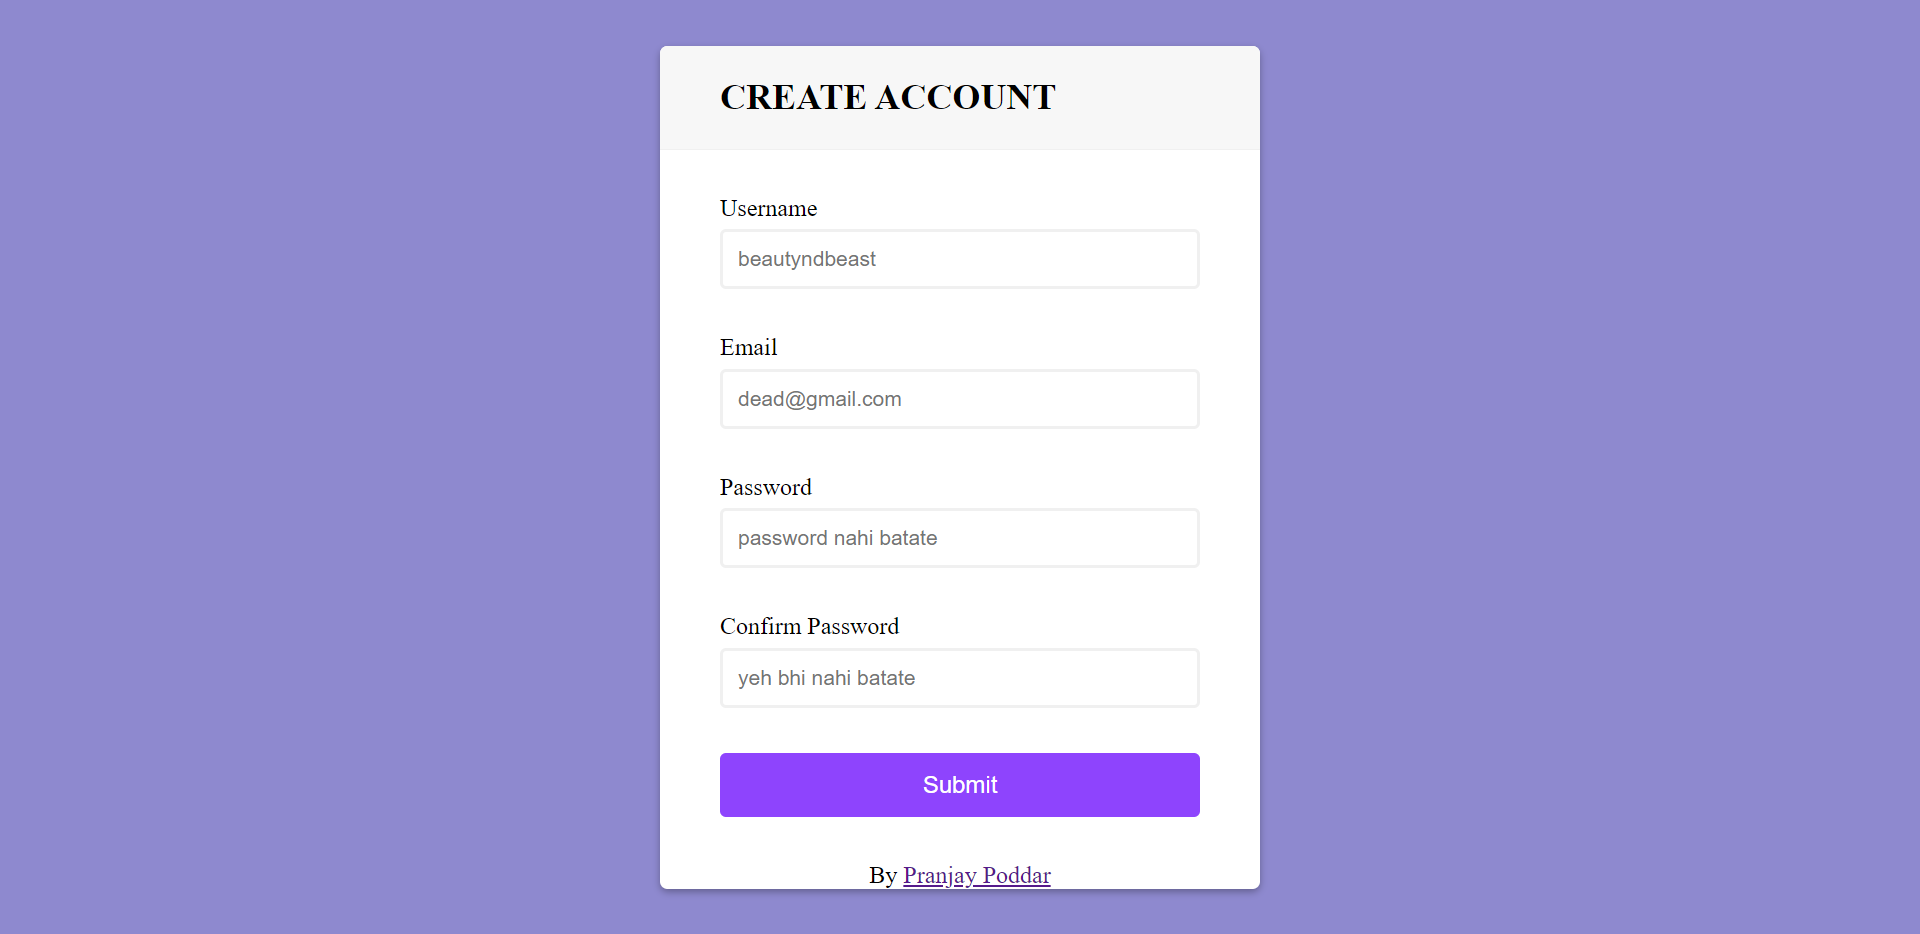 CREATE ACCOUNT
Username
beautyndbeast
Email
dead@gmail.com
Password
password nahi batate
Confirm Password
yeh bhi nahi batate
Submit
By Pranjay Poddar